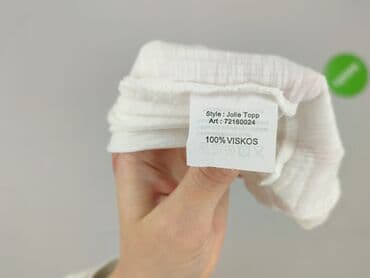 Style : Jolie Topp
Art : 72160024
100% VISKOS